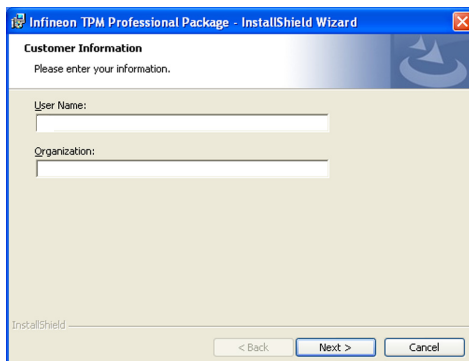 Infineon TPM Professional Package - InstallShield Wizard
Customer Information
Please enter your information.
User Name:
Organization:
InstallShield
< Back Next > Cancel